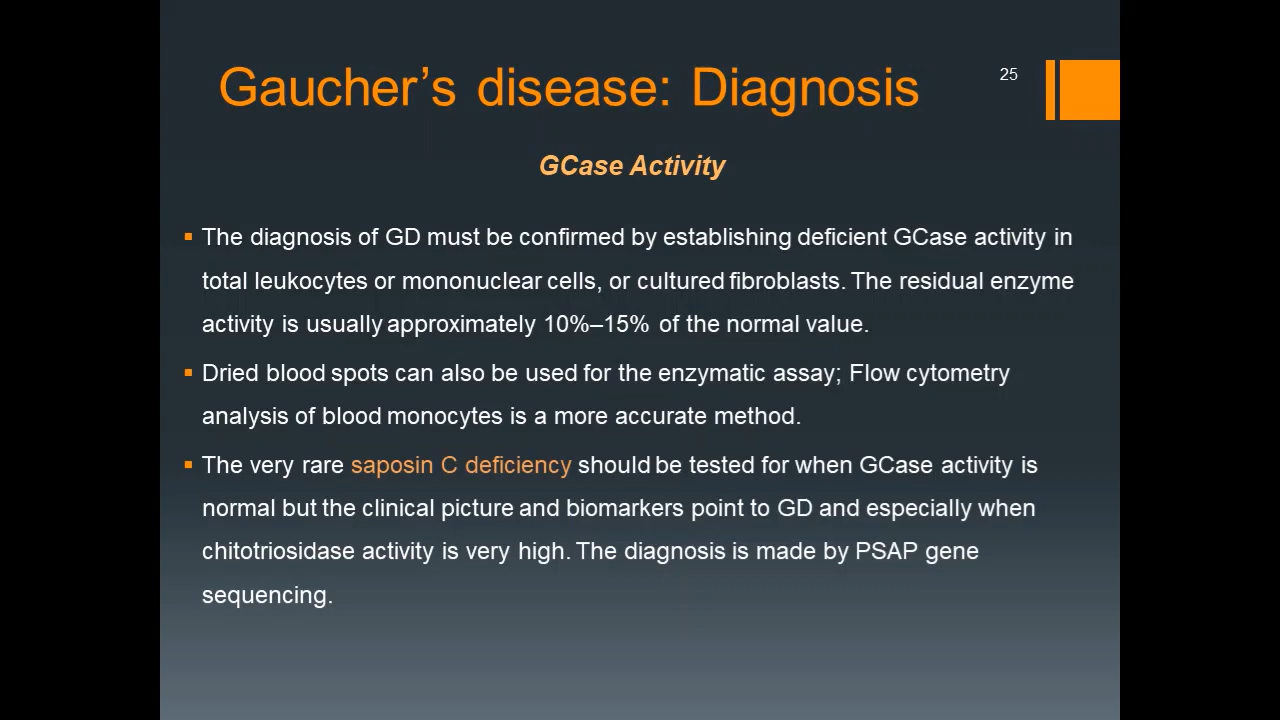 Gaucher’s disease: Diagnosis
25
GCase Activity
The diagnosis of GD must be confirmed by establishing deficient GCase activity in
total leukocytes or mononuclear cells, or cultured fibroblasts. The residual enzyme
activity is usually approximately 10%–15% of the normal value.
Dried blood spots can also be used for the enzymatic assay; Flow cytometry
analysis of blood monocytes is a more accurate method.
The very rare saposin C deficiency should be tested for when GCase activity is
normal but the clinical picture and biomarkers point to GD and especially when
chitotriosidase activity is very high. The diagnosis is made by PSAP gene
sequencing.